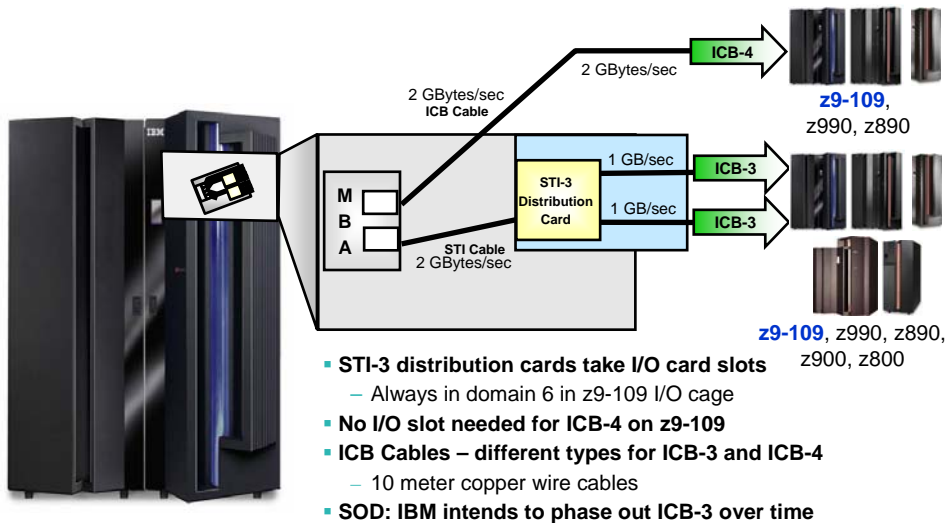 ICB-4
2 GBytes/sec
2 GBytes/sec
ICB Cable
z9-109,
z990, z890
IBM
M
B
A
STI-3
Distribution
Card
1 GB/sec
ICB-3
1 GB/sec
ICB-3
STI Cable
2 GBytes/sec
z9-109, z990, z890,
z900, z800
▪ STI-3 distribution cards take I/O card slots
– Always in domain 6 in z9-109 I/O cage
▪ No I/O slot needed for ICB-4 on z9-109
▪ ICB Cables – different types for ICB-3 and ICB-4
– 10 meter copper wire cables
▪ SOD: IBM intends to phase out ICB-3 over time